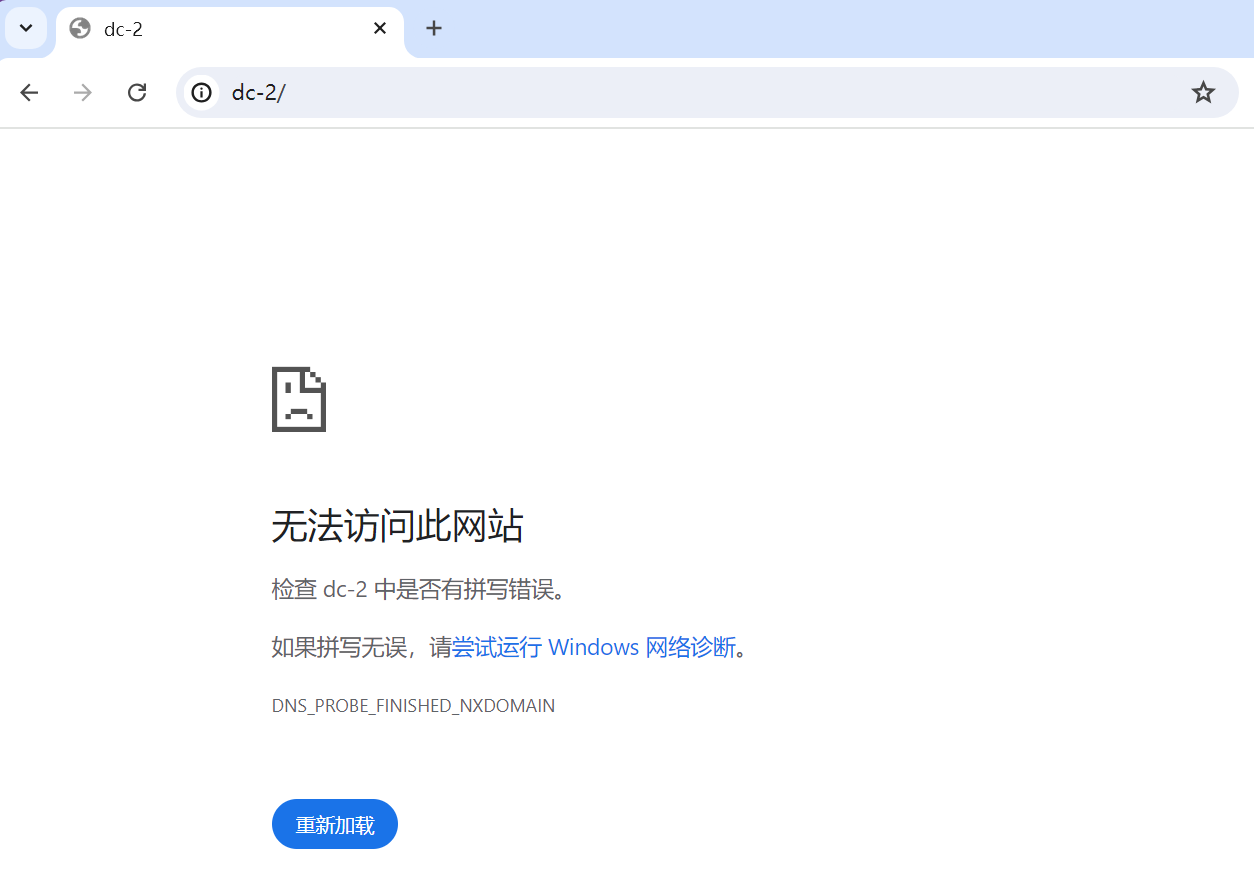 dc-2
dc-2/
无法访问此网站
检查 dc-2 中是否有拼写错误。
如果拼写无误，请尝试运行 Windows 网络诊断。
DNS_PROBE_FINISHED_NXDOMAIN
重新加载